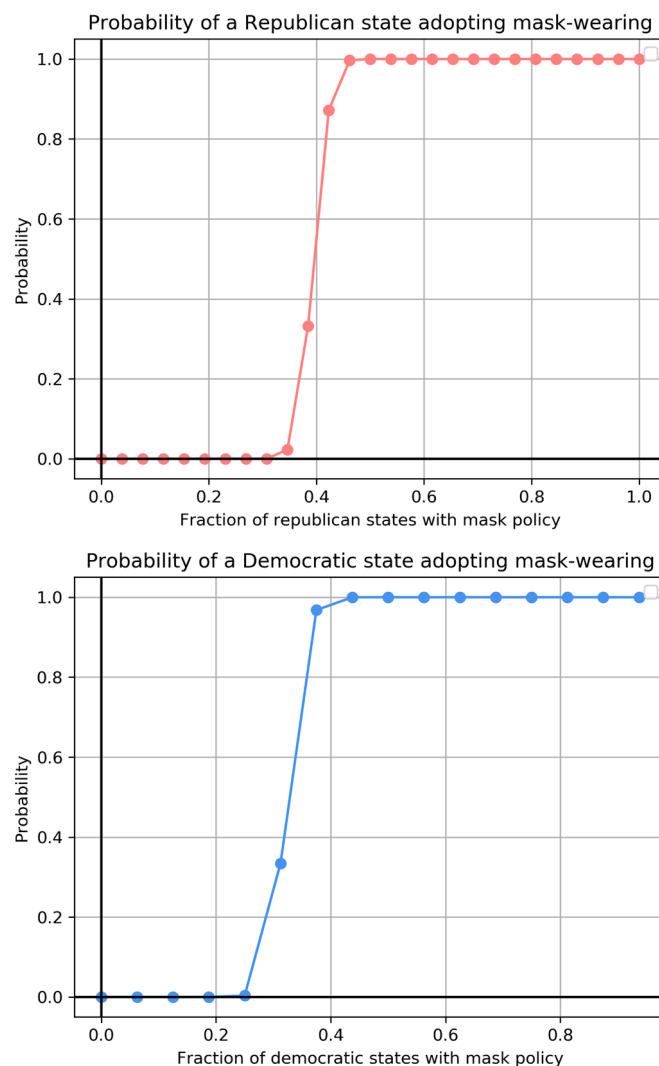 Probability of a Republican state adopting mask-wearing
1.0
0.8
0.6
0.4
0.2
0.0
Probability
0.0 0.2 0.4 0.6 0.8 1.0
Fraction of republican states with mask policy
Probability of a Democratic state adopting mask-wearing
1.0
0.8
0.6
0.4
0.2
0.0
Probability
0.0 0.2 0.4 0.6 0.8
Fraction of democratic states with mask policy